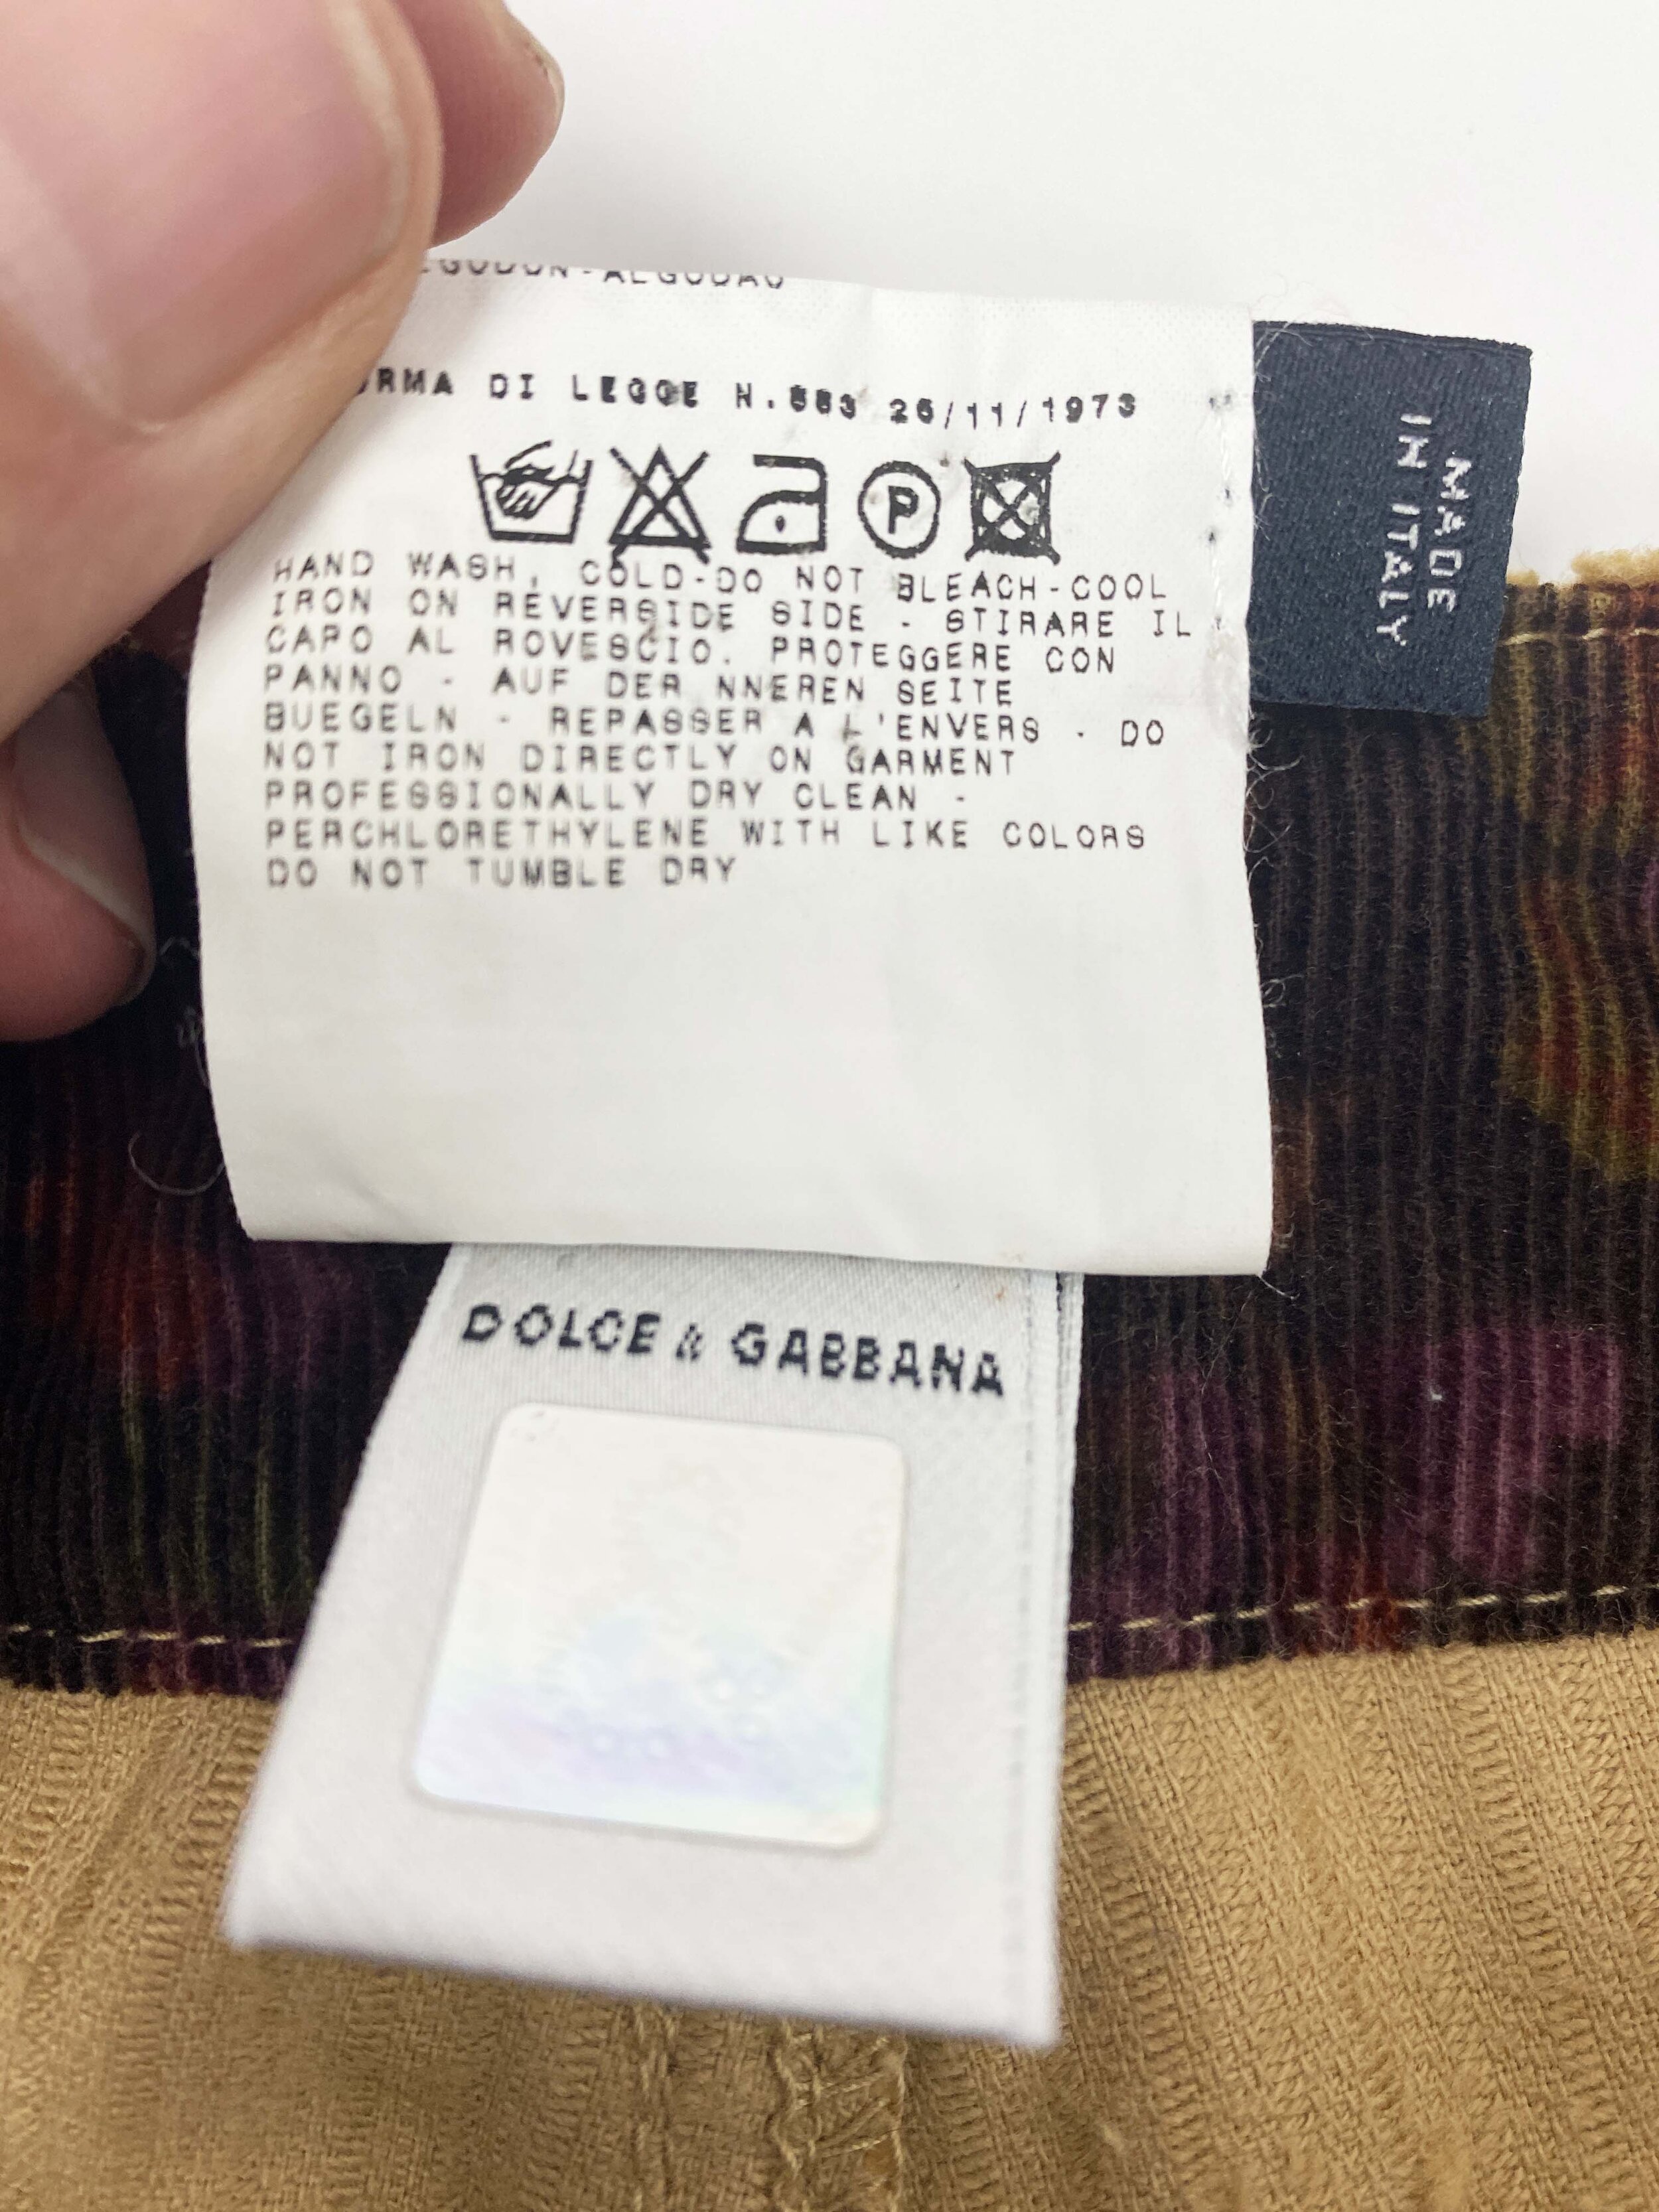 ALGODAO
DI LEGGE N.883 26/11/1973
P
HAND WASH, COLD-DO NOT BLEACH-COOL
IRON ON REVERSIDE SIDE - STIRARE IL
CAPO AL ROVESCIO. PROTEGGERE CON
PANNO - AUF DER NNEREN SEITE
BUEGELN - REPASSER A L'ENVERS - DO
NOT IRON DIRECTLY ON GARMENT
PROFESSIONALLY DRY CLEAN -
PERCHLORETHYLENE WITH LIKE COLORS
DO NOT TUMBLE DRY
MADE
IN ITALY
DOLCE & GABBANA